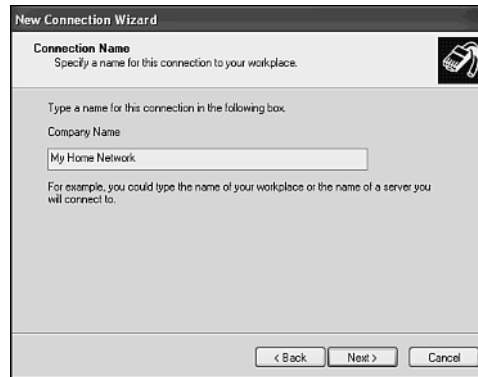 New Connection Wizard
Connection Name
Specify a name for this connection to your workplace.
Type a name for this connection in the following box.
Company Name
My Home Network
For example, you could type the name of your workplace or the name of a server you
will connect to.
< Back Next > Cancel